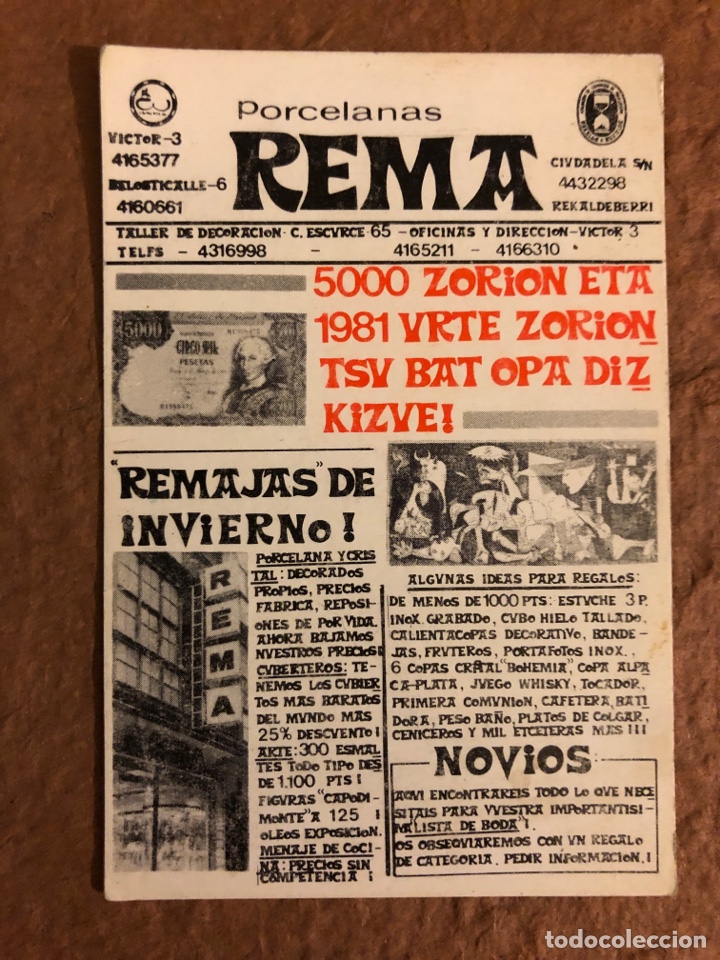 Porcelanas
REMA
VICTOR-3
4165377
BELOSTICALLE-6
4160661
CIVDADELA S/N
4432298
REKALDEBERRI
TALLER DE DECORACION - C. ESCVRCE 65 - OFICINAS Y DIRECCION - VICTOR 3
TELFS - 4316998 - 4165211 - 4166310
5000 ZORION ETA
1981 VRTE ZORION
TSV BAT OPA DIZ
KIZVE!
5000
CINCO MIL
PESETAS
"REMAJAS" DE
INVIERNO!
REMA
PORCELANA Y CRIS
TAL: DECORADOS
PROPIOS, PRECIOS
FABRICA, REPOSI-
ONES DE POR VIDA.
AHORA BAJAMOS
NVESTROS PRECIOS!
CVBERTEROS: TE-
NEMOS LOS CVBIER
TOS MAS BARATOS
DEL MVNDO MAS
25% DESCVENTO!
ARTE: 300 ESMAL
TES TODO TIPO DES
DE 1.100 PTS!
FIGVRAS "CAPODI-
MONTE" A 125 !
OLEOS EXPOSICION.
MENAJE DE COCI-
NA: PRECIOS SIN
COMPETENCIA !
ALGVNAS IDEAS PARA REGALOS:
DE MENOS DE 1000 PTS: ESTVCHE 3 P.
INOX. GRABADO, CVBO HIELO TALLADO,
CALIENTACOPAS DECORATIVO, BANDE-
JAS, FRVTEROS, PORTAFOTOS INOX.,
6 COPAS CRTAL "BOHEMIA" COPA ALPA
CA-PLATA, JVEGO WHISKY, TOCADOR,
PRIMERA COMVNION, CAFETERA, BATI
DORA, PESO BAÑO, PLATOS DE COLGAR,
CENICEROS Y MIL ETCETERAS MAS !!!
NOVIOS
AQVI ENCONTRAREIS TODO LO QVE NECE
SITAIS PARA VVESTRA IMPORTANTISI-
MA "LISTA DE BODA"!
OS OBSEQVIAREMOS CON VN REGALO
DE CATEGORIA. PEDIR INFORMACION.!
todocoleccion.net